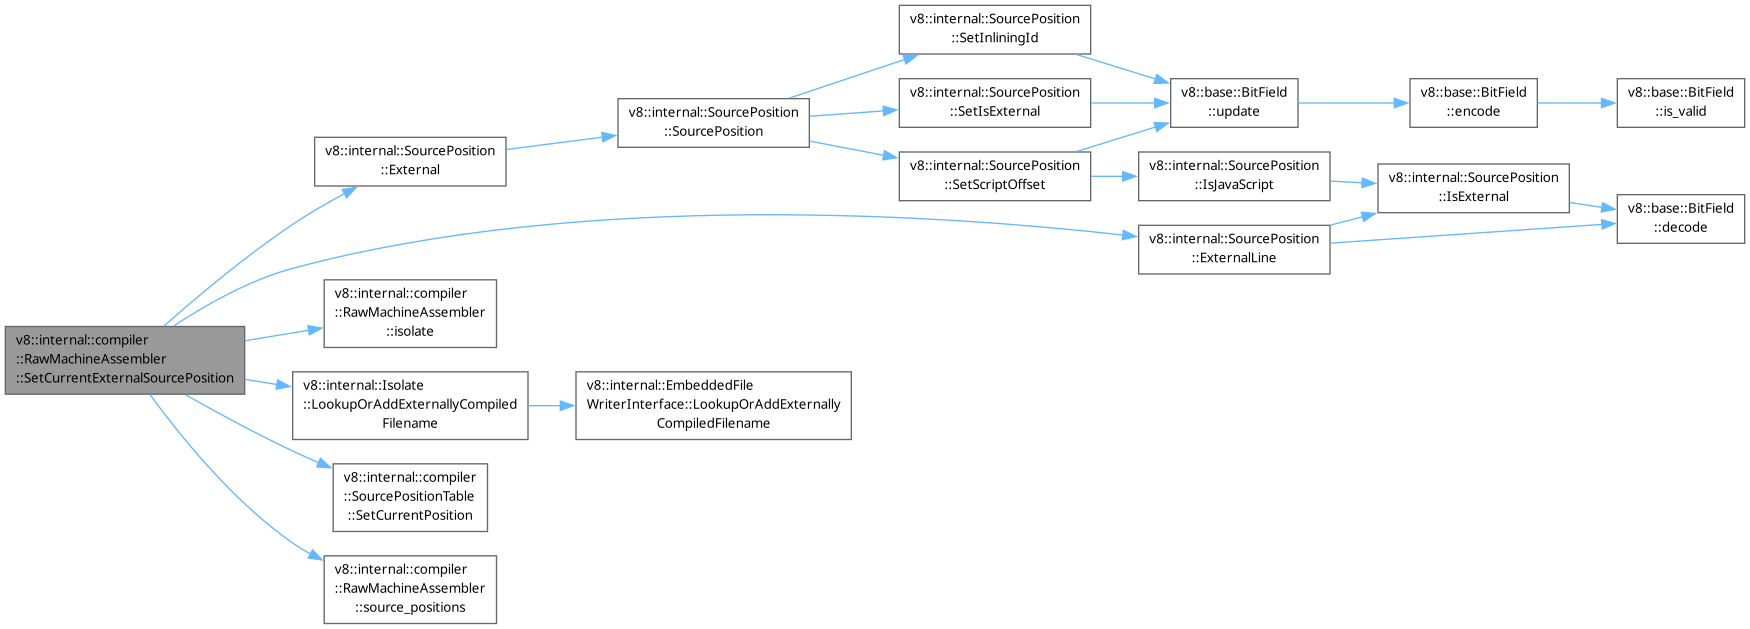 v8::internal::SourcePosition
::SetInliningId
v8::internal::SourcePosition
::SetIsExternal
v8::base::BitField
::update
v8::base::BitField
::encode
v8::base::BitField
::is_valid
v8::internal::SourcePosition
::SourcePosition
v8::internal::SourcePosition
::External
v8::internal::SourcePosition
::SetScriptOffset
v8::internal::SourcePosition
::IsJavaScript
v8::internal::SourcePosition
::IsExternal
v8::base::BitField
::decode
v8::internal::SourcePosition
::ExternalLine
v8::internal::compiler
::RawMachineAssembler
::isolate
v8::internal::compiler
::RawMachineAssembler
::SetCurrentExternalSourcePosition
v8::internal::Isolate
::LookupOrAddExternallyCompiled
Filename
v8::internal::EmbeddedFile
WriterInterface::LookupOrAddExternally
CompiledFilename
v8::internal::compiler
::SourcePositionTable
::SetCurrentPosition
v8::internal::compiler
::RawMachineAssembler
::source_positions